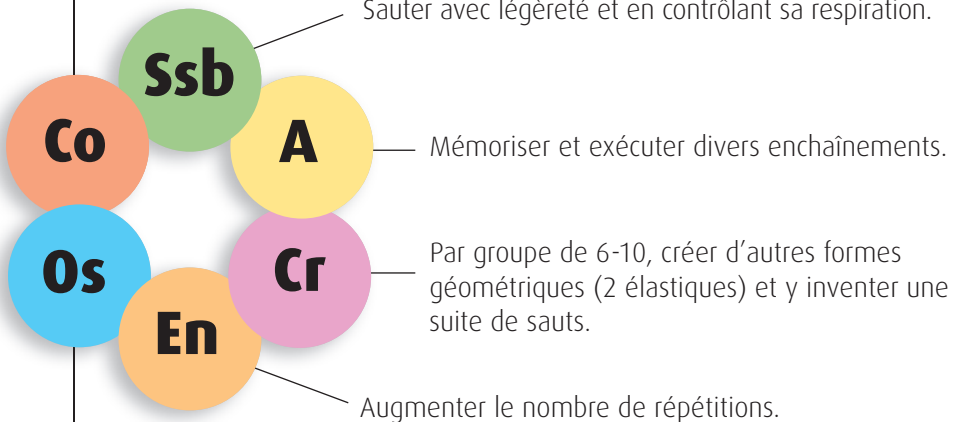 Sauter avec légèreté et en contrôlant sa respiration.
Ssb
Co
A
Mémoriser et exécuter divers enchaînements.
Os
Cr
Par groupe de 6-10, créer d'autres formes
géométriques (2 élastiques) et y inventer une
suite de sauts.
En
Augmenter le nombre de répétitions.